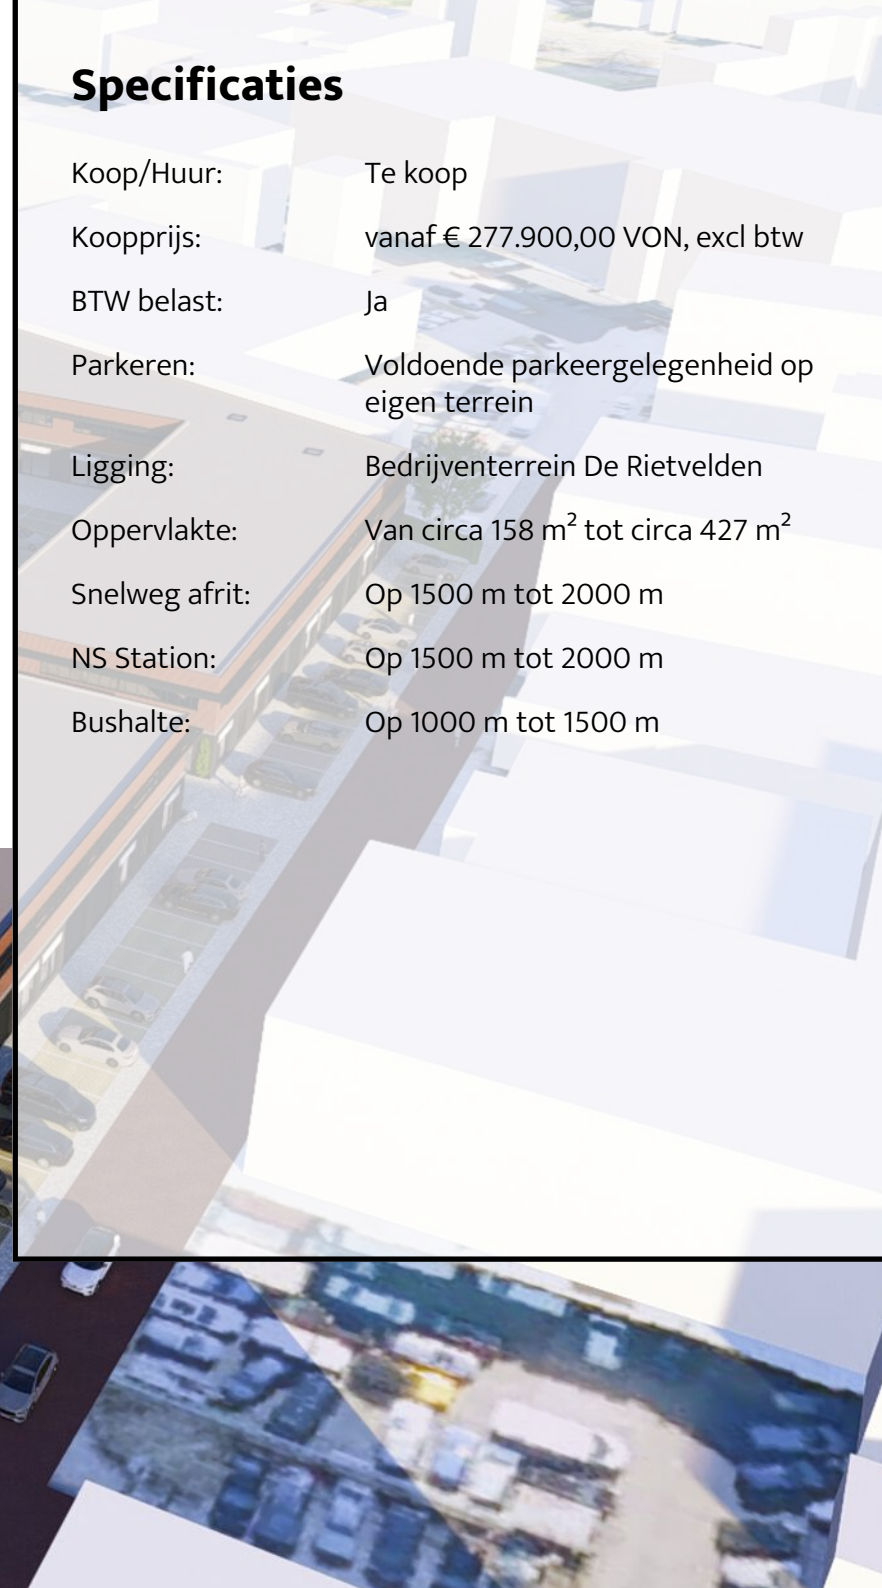 Specificaties
Koop/Huur: Te koop
Koopprijs: vanaf € 277.900,00 VON, excl btw
BTW belast: Ja
Parkeren: Voldoende parkeergelegenheid op
eigen terrein
Ligging: Bedrijventerrein De Rietvelden
Oppervlakte: Van circa 158 m² tot circa 427 m²
Snelweg afrit: Op 1500 m tot 2000 m
NS Station: Op 1500 m tot 2000 m
Bushalte: Op 1000 m tot 1500 m